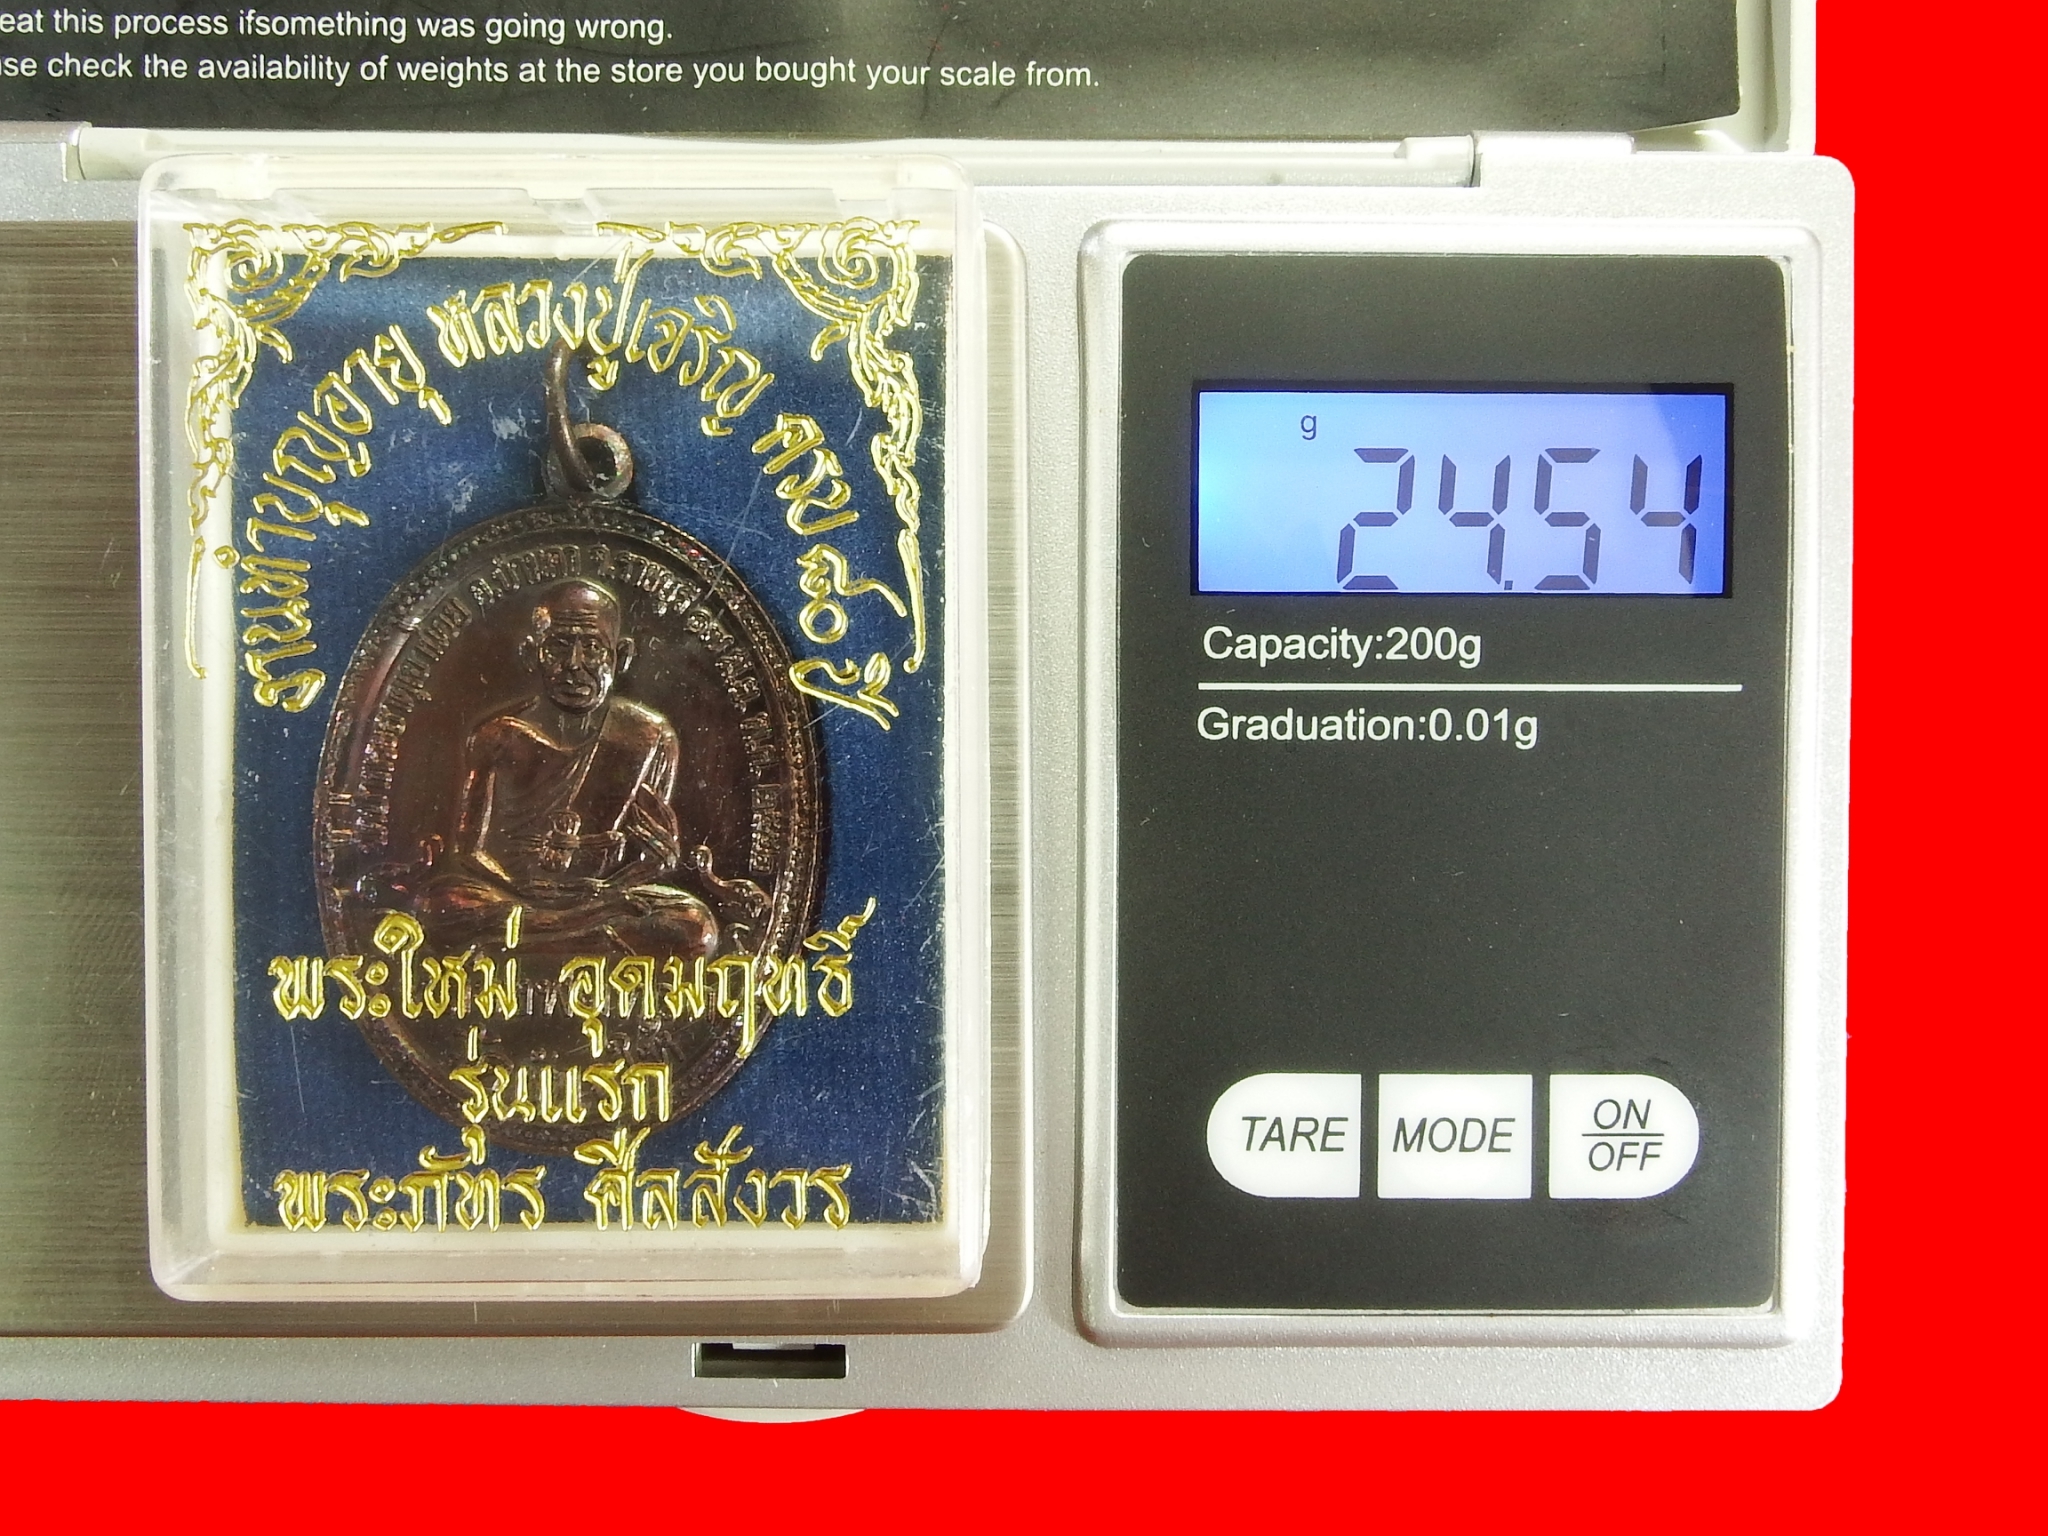 eat this process ifsomething was going wrong.
se check the availability of weights at the store you bought your scale from.
งานทำบุญอายุ หลวงปู่เจริญ ครบ ๘๐ ปี
พระใหม่ อุดมฤทธิ์
รุ่นแรก
พระภัทร ศีลสังวร
g
24.54
Capacity:200g
Graduation:0.01g
TARE
MODE
ON
OFF